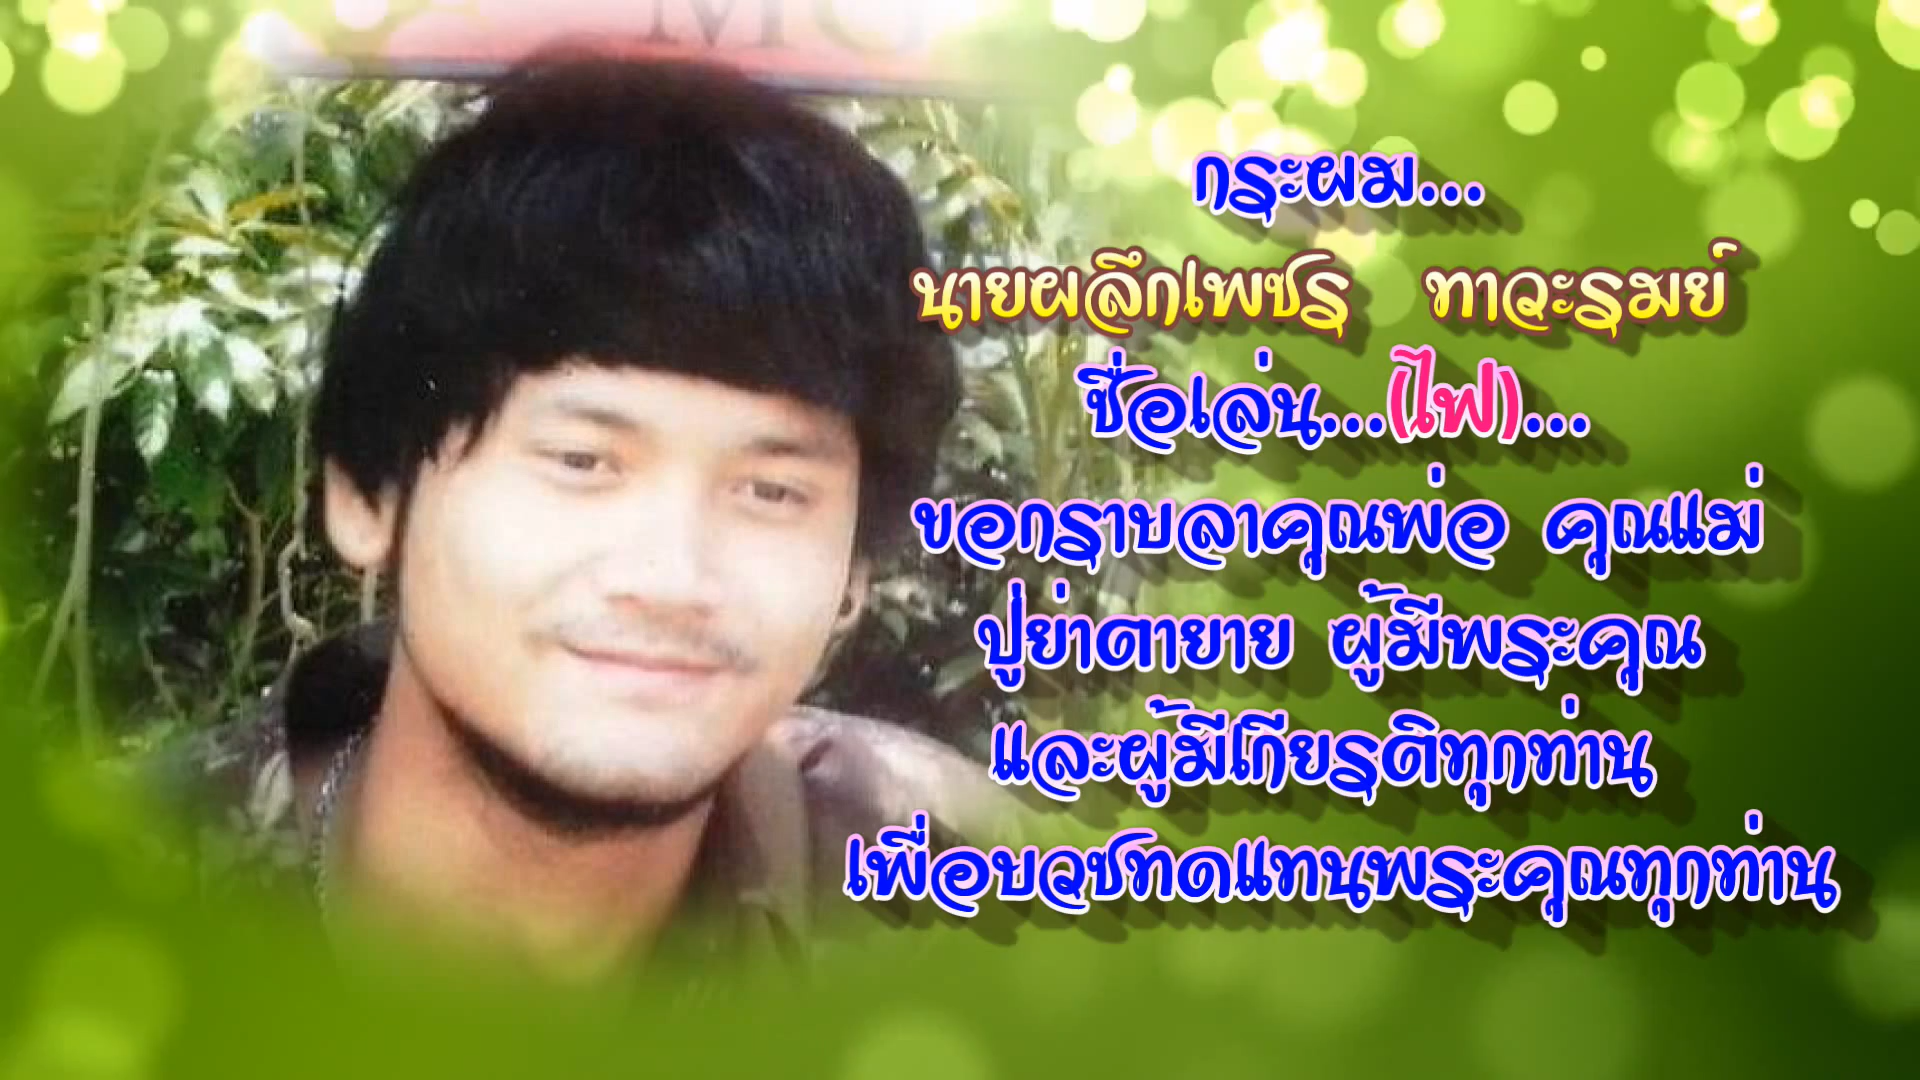 MG
กระผม...
นายผลึกเพชร ทาวะรมย์
ชื่อเล่น...(ไฟ)...
ขอกราบลาคุณพ่อ คุณแม่
ปู่ย่าตายาย ผู้มีพระคุณ
และผู้มีเกียรติทุกท่าน
เพื่อบวชทดแทนพระคุณทุกท่าน